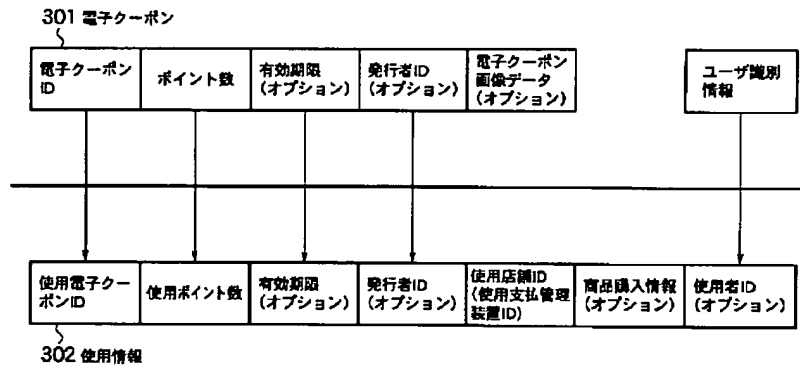 301 電子クーポン
電子クーポン
ID
ポイント数
有効期限
(オプション)
発行者ID
(オプション)
電子クーポン
画像データ
(オプション)
ユーザ識別
情報
使用電子クー
ポンID
使用ポイント数
有効期限
(オプション)
発行者ID
(オプション)
使用店舗ID
(使用支払管理
装置ID)
商品購入情報
(オプション)
使用者ID
(オプション)
302 使用情報